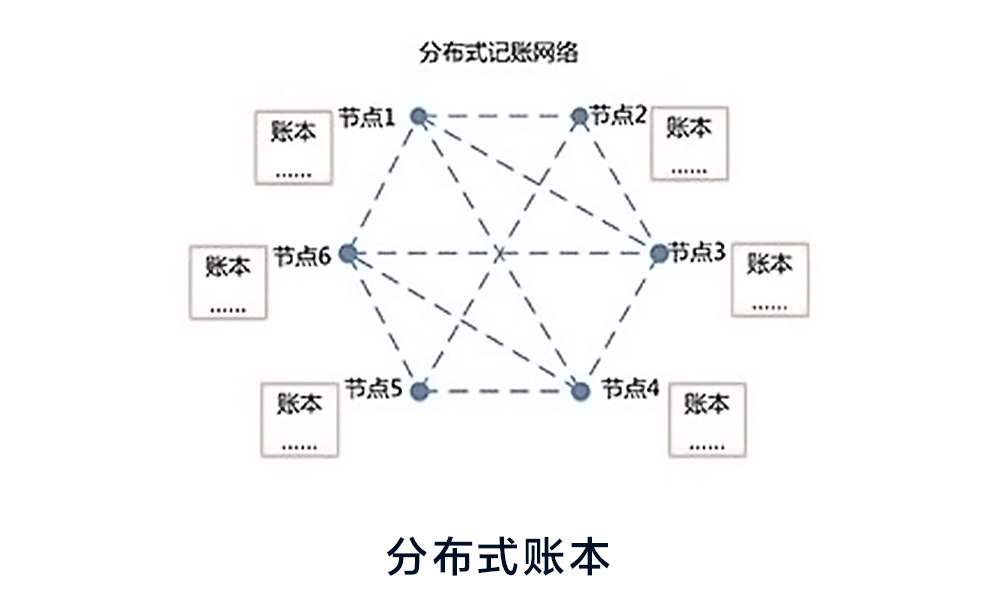 分布式记账网络
账本
......
节点1
节点2
账本
......
账本
......
节点6
节点3
账本
......
账本
......
节点5
节点4
账本
......
分布式账本